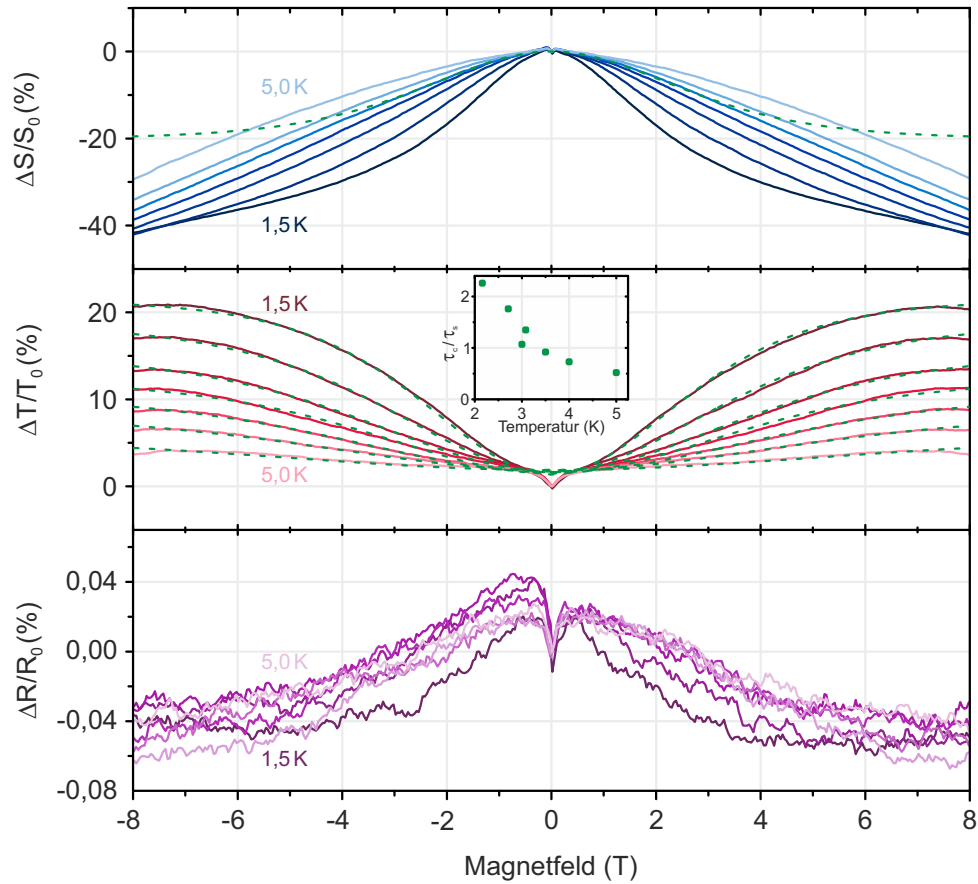 ΔS/S₀ (%)
0
-20
-40
5,0 K
1,5 K
ΔT/T₀ (%)
20
10
0
1,5 K
5,0 K
τc / τs
2
1
0
2 3 4 5
Temperatur (K)
ΔR/R₀ (%)
0,04
0,00
-0,04
-0,08
5,0 K
1,5 K
-8 -6 -4 -2 0 2 4 6 8
Magnetfeld (T)